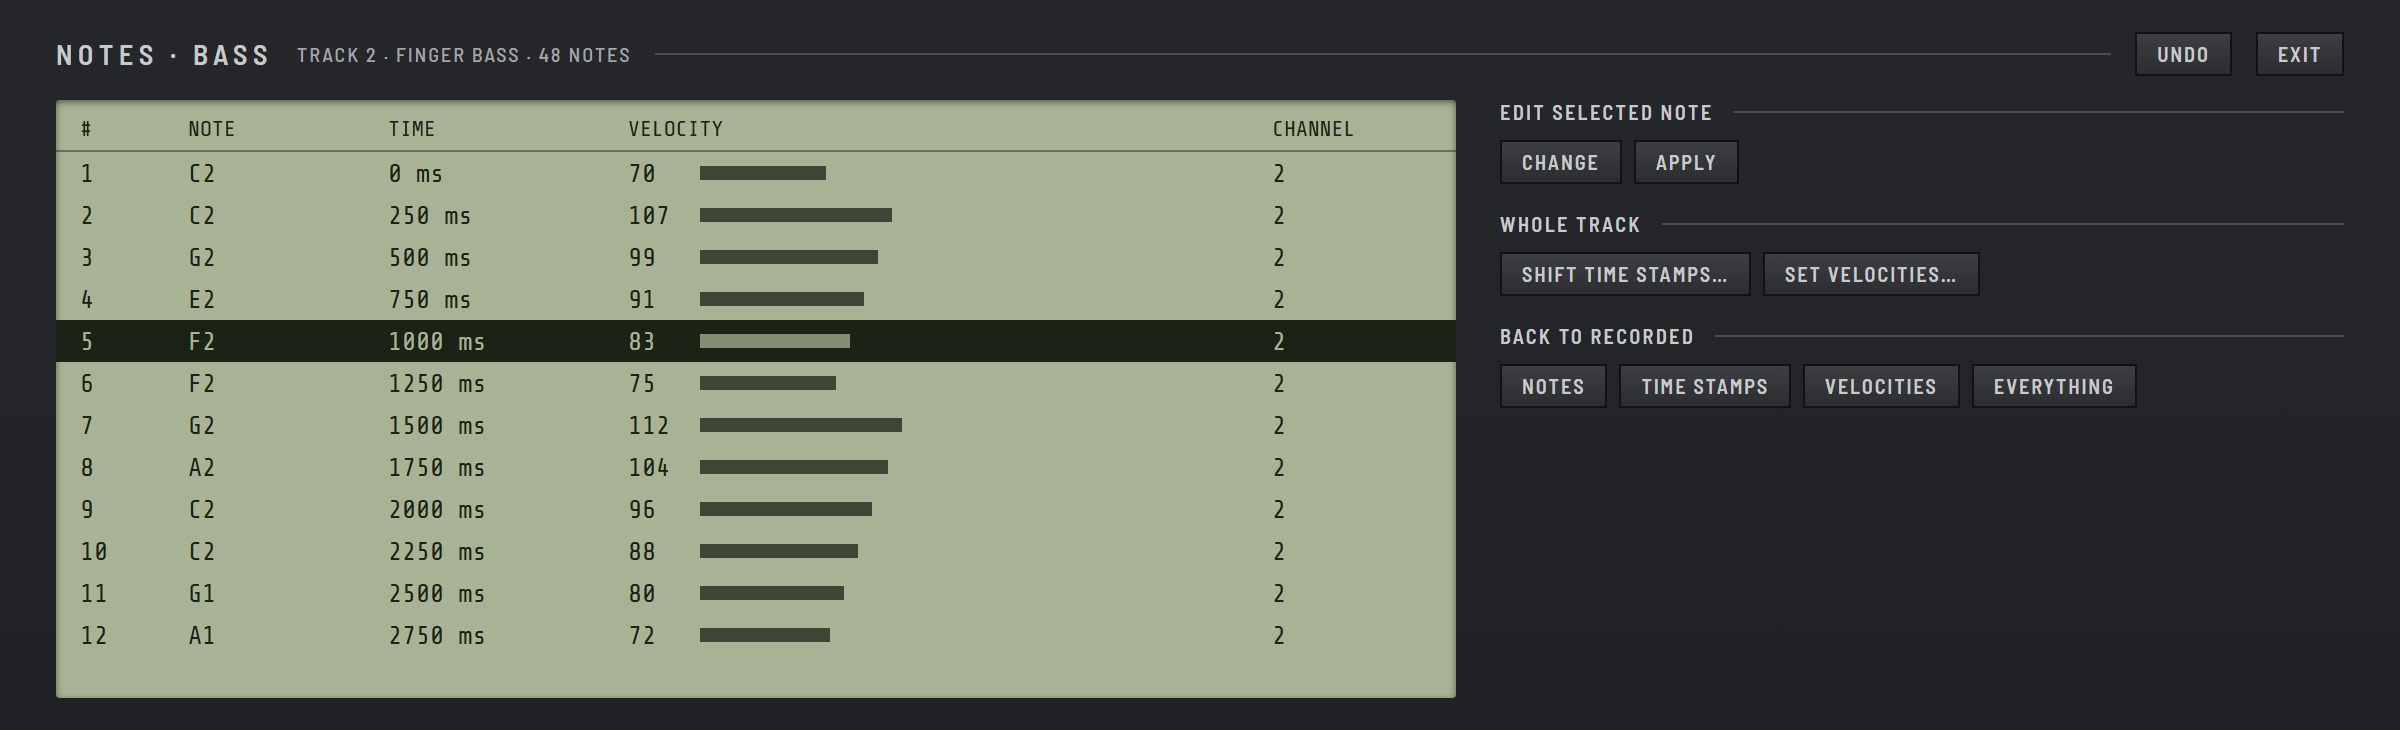 NOTES · BASS TRACK 2 · FINGER BASS · 48 NOTES UNDO EXIT
# NOTE TIME VELOCITY CHANNEL
1 C2 0 ms 70 2
2 C2 250 ms 107 2
3 G2 500 ms 99 2
4 E2 750 ms 91 2
5 F2 1000 ms 83 2
6 F2 1250 ms 75 2
7 G2 1500 ms 112 2
8 A2 1750 ms 104 2
9 C2 2000 ms 96 2
10 C2 2250 ms 88 2
11 G1 2500 ms 80 2
12 A1 2750 ms 72 2
EDIT SELECTED NOTE
CHANGE APPLY
WHOLE TRACK
SHIFT TIME STAMPS... SET VELOCITIES...
BACK TO RECORDED
NOTES TIME STAMPS VELOCITIES EVERYTHING